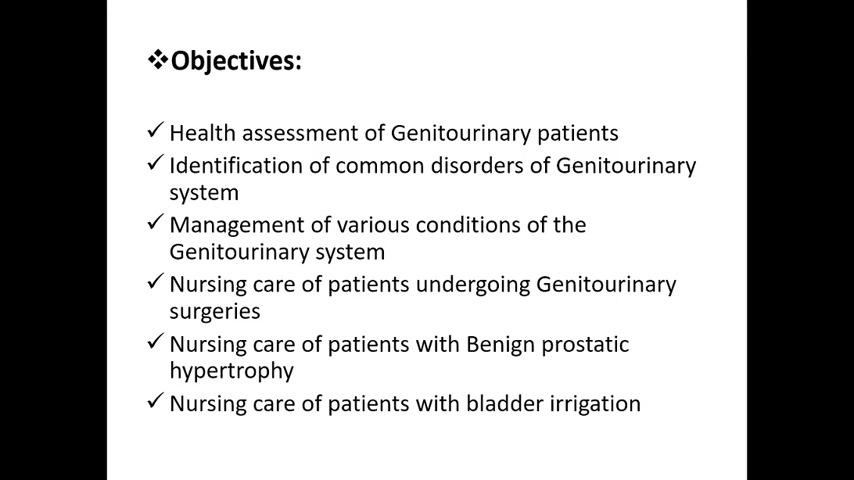 ❖Objectives:
✓ Health assessment of Genitourinary patients
✓ Identification of common disorders of Genitourinary
system
✓ Management of various conditions of the
Genitourinary system
✓ Nursing care of patients undergoing Genitourinary
surgeries
✓ Nursing care of patients with Benign prostatic
hypertrophy
✓ Nursing care of patients with bladder irrigation